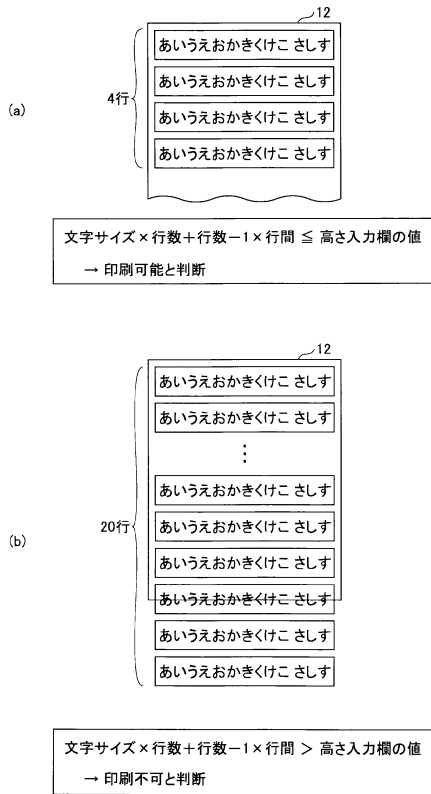 12
あいうえおかきくけこ さしす
あいうえおかきくけこ さしす
4行
(a)
あいうえおかきくけこ さしす
あいうえおかきくけこ さしす
文字サイズ×行数+行数−1×行間 ≦ 高さ入力欄の値
→ 印刷可能と判断
12
あいうえおかきくけこ さしす
あいうえおかきくけこ さしす
⋮
あいうえおかきくけこ さしす
20行
あいうえおかきくけこ さしす
(b)
あいうえおかきくけこ さしす
あいうえおかきくけこ さしす
あいうえおかきくけこ さしす
あいうえおかきくけこ さしす
文字サイズ×行数+行数−1×行間 > 高さ入力欄の値
→ 印刷不可と判断